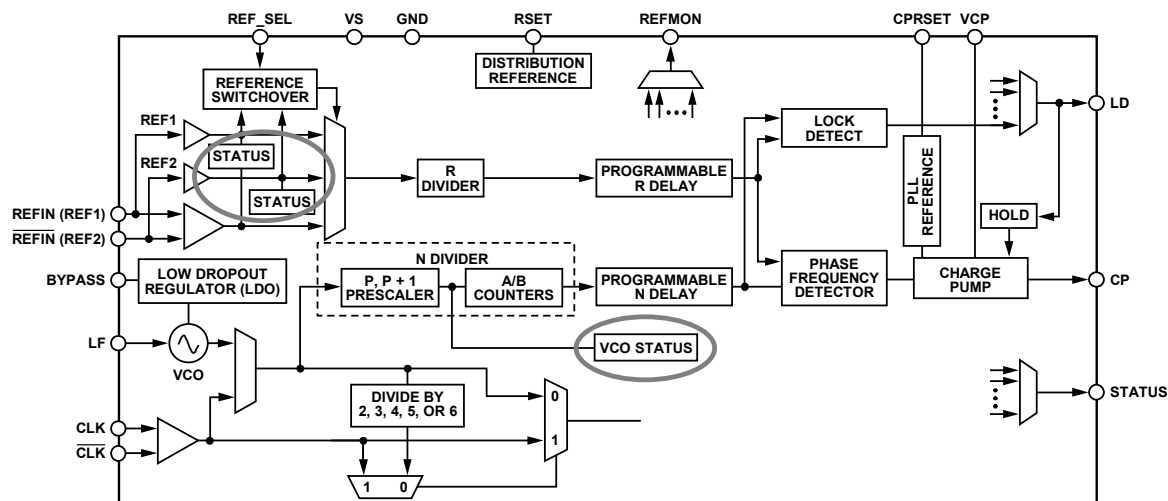 REF_SEL
VS
GND
RSET
REFMON
CPRSET
VCP
DISTRIBUTION
REFERENCE
REFERENCE
SWITCHOVER
LD
REF1
STATUS
LOCK
DETECT
REF2
R
DIVIDER
PROGRAMMABLE
R DELAY
PLL
REFERENCE
STATUS
HOLD
REFIN (REF1)
REFIN (REF2)
N DIVIDER
BYPASS
LOW DROPOUT
REGULATOR (LDO)
P, P + 1
PRESCALER
A/B
COUNTERS
PROGRAMMABLE
N DELAY
PHASE
FREQUENCY
DETECTOR
CHARGE
PUMP
CP
LF
VCO
VCO STATUS
STATUS
DIVIDE BY
2, 3, 4, 5, OR 6
0
CLK
CLK
1
1 0